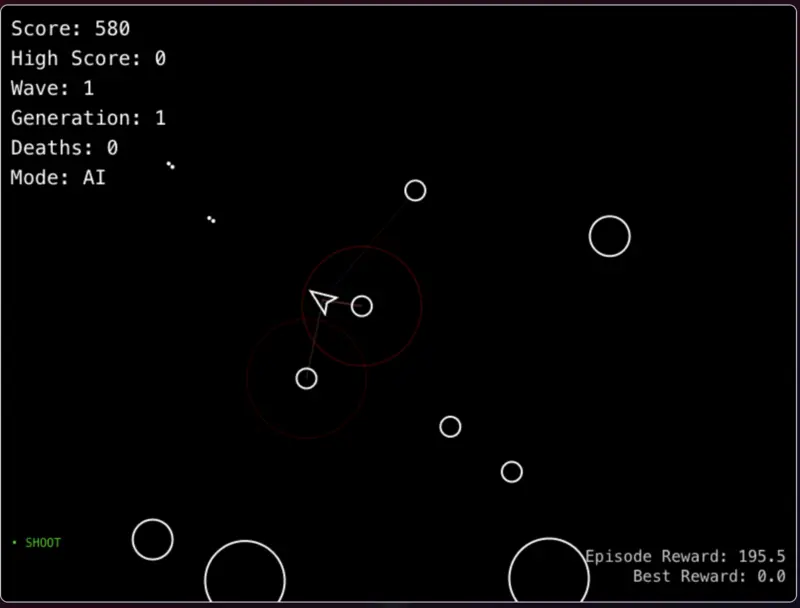 Score: 580
High Score: 0
Wave: 1
Generation: 1
Deaths: 0
Mode: AI
• SHOOT
Episode Reward: 195.5
Best Reward: 0.0